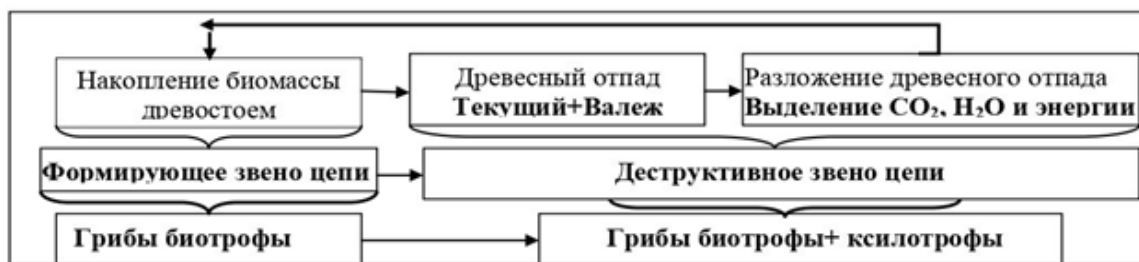 Накопление биомассы
древостоем
Древесный отпад
Текущий+Валеж
Разложение древесного отпада
Выделение CO₂, H₂O и энергии
Формирующее звено цепи
Деструктивное звено цепи
Грибы биотрофы
Грибы биотрофы+ ксилотрофы